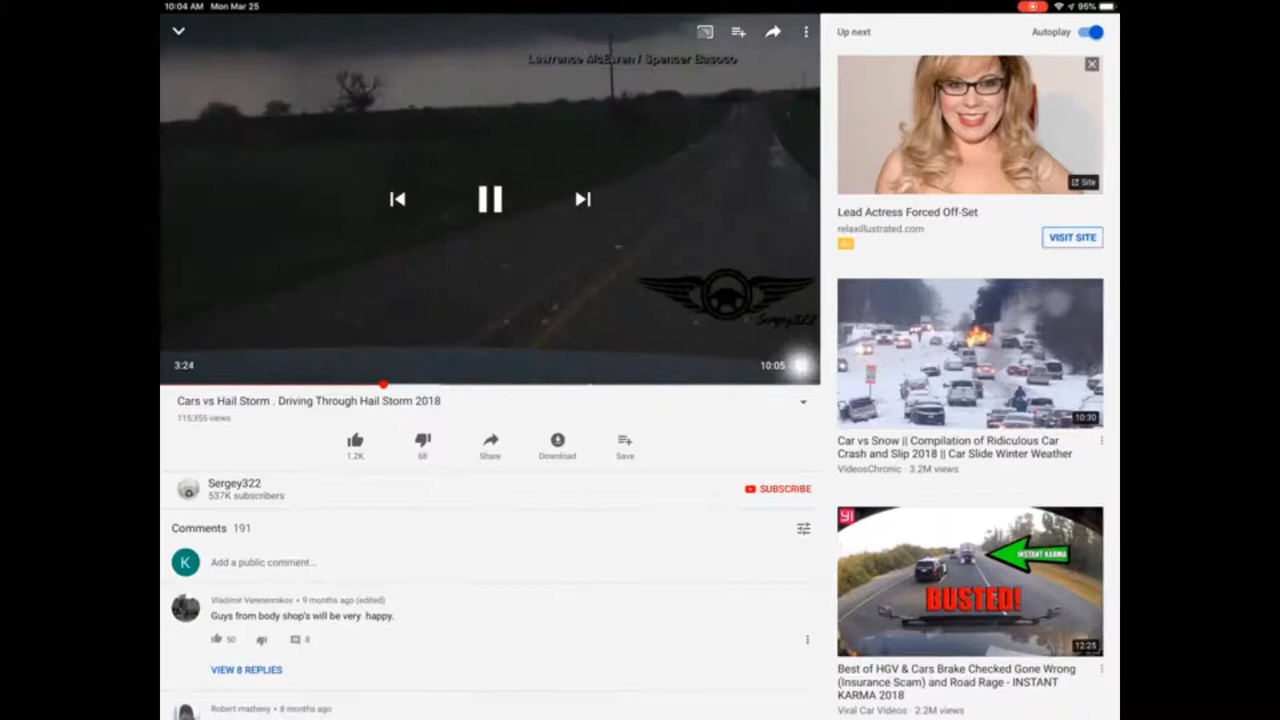 10:04 AM Mon Mar 25
95%
Lawrence McEwen / Spencer Basoco
Sergey322
3:24
10:05
Cars vs Hail Storm . Driving Through Hail Storm 2018
115,355 views
1.2K
68
Share
Download
Save
Sergey322
537K subscribers
SUBSCRIBE
Comments 191
K
Add a public comment...
Vladimir Veretennikov • 9 months ago (edited)
Guys from body shop's will be very happy.
50
8
VIEW 8 REPLIES
Robert matheny • 8 months ago
Up next
Autoplay
Site
Lead Actress Forced Off-Set
relaxillustrated.com
Ad
VISIT SITE
10:30
Car vs Snow || Compilation of Ridiculous Car
Crash and Slip 2018 || Car Slide Winter Weather
VideosChronic · 3.2M views
INSTANT KARMA
BUSTED!
12:25
Best of HGV & Cars Brake Checked Gone Wrong
(Insurance Scam) and Road Rage - INSTANT
KARMA 2018
Viral Car Videos · 2.2M views